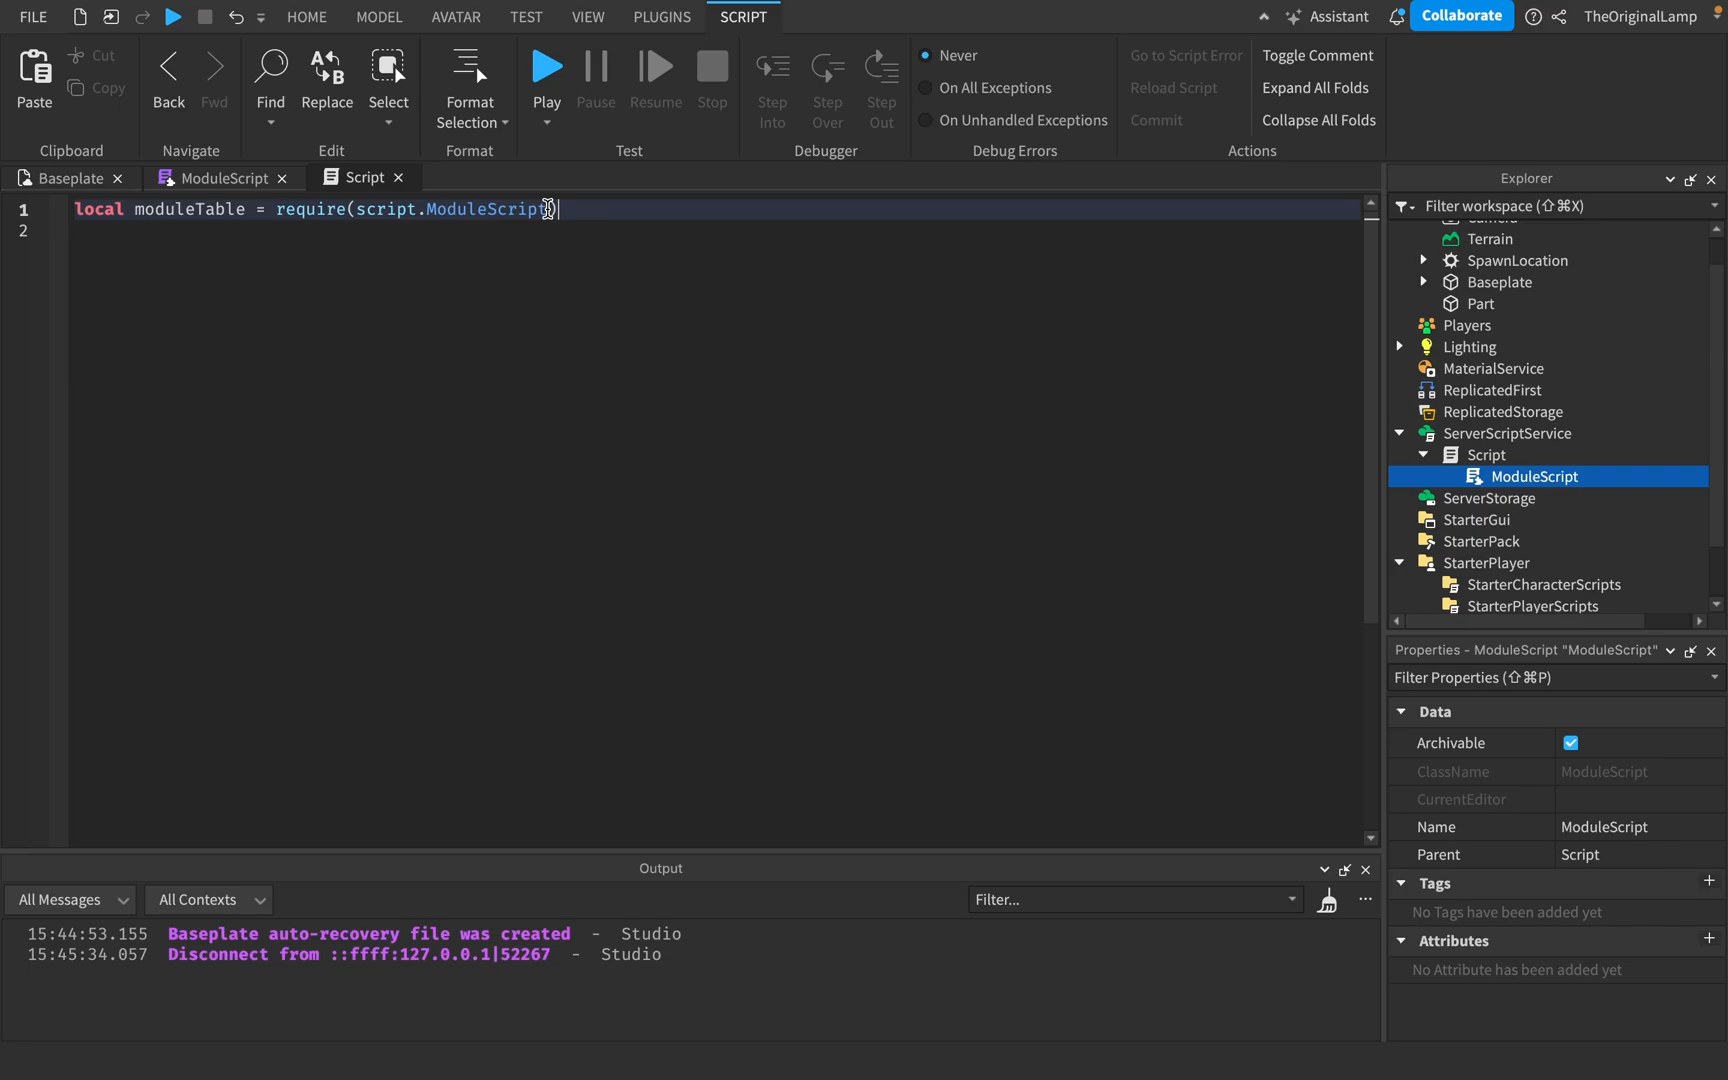 FILE HOME MODEL AVATAR TEST VIEW PLUGINS SCRIPT Assistant Collaborate TheOriginalLamp
Paste Cut Copy
Back Fwd
Find Replace Select
Format Selection
Play Pause Resume Stop
Step Into Step Over Step Out
Never
On All Exceptions
On Unhandled Exceptions
Go to Script Error
Reload Script
Commit
Toggle Comment
Expand All Folds
Collapse All Folds
Clipboard Navigate Edit Format Test Debugger Debug Errors Actions
Baseplate ModuleScript Script
1 local moduleTable = require(script.ModuleScript)
2
Explorer
Filter workspace (⇧⌘X)
Camera
Terrain
SpawnLocation
Baseplate
Part
Players
Lighting
MaterialService
ReplicatedFirst
ReplicatedStorage
ServerScriptService
Script
ModuleScript
ServerStorage
StarterGui
StarterPack
StarterPlayer
StarterCharacterScripts
StarterPlayerScripts
Properties - ModuleScript "ModuleScript"
Filter Properties (⇧⌘P)
Data
Archivable
ClassName ModuleScript
CurrentEditor
Name ModuleScript
Parent Script
Tags +
No Tags have been added yet
Attributes +
No Attribute has been added yet
Output
All Messages All Contexts Filter... ...
15:44:53.155 Baseplate auto-recovery file was created - Studio
15:45:34.057 Disconnect from ::ffff:127.0.0.1|52267 - Studio